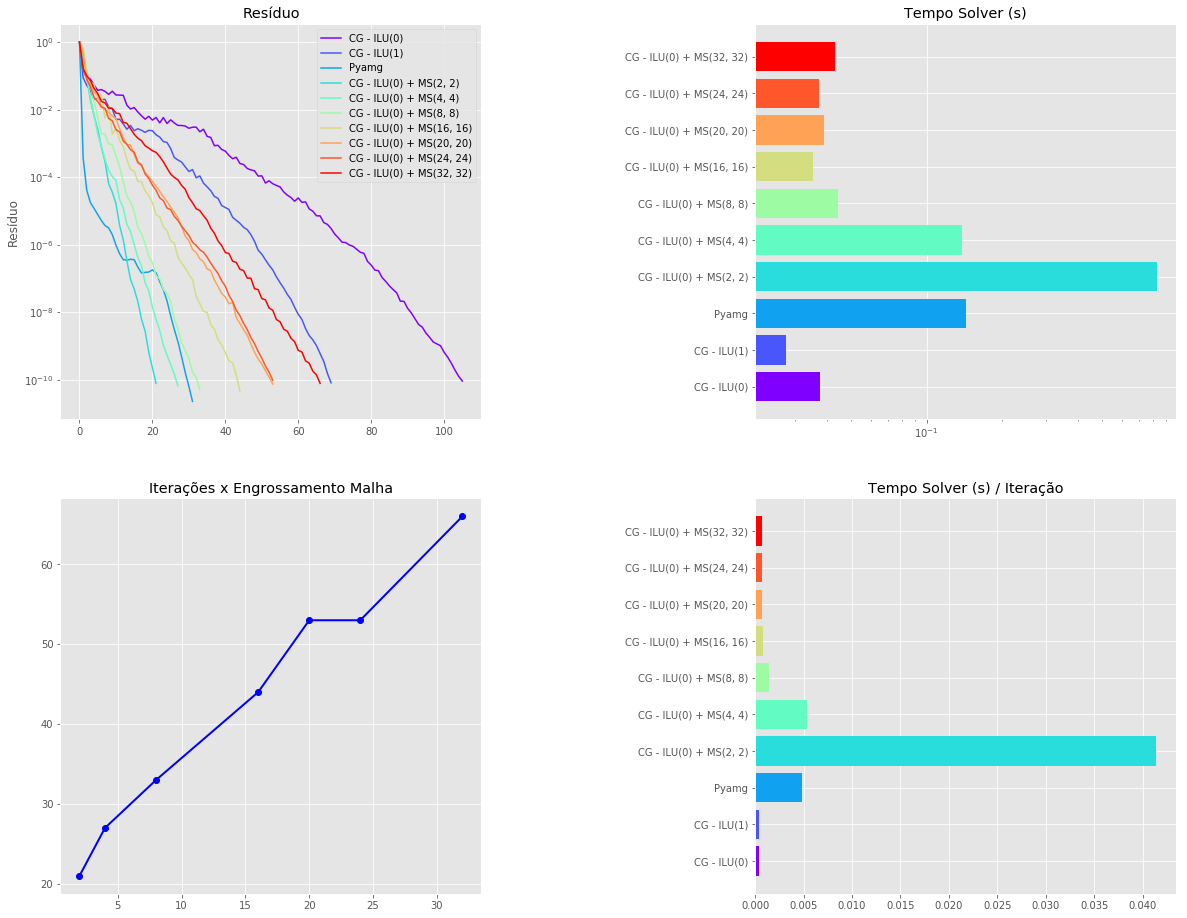 Resíduo
Resíduo
10^0
10^-2
10^-4
10^-6
10^-8
10^-10
0
20
40
60
80
100
CG - ILU(0)
CG - ILU(1)
Pyamg
CG - ILU(0) + MS(2, 2)
CG - ILU(0) + MS(4, 4)
CG - ILU(0) + MS(8, 8)
CG - ILU(0) + MS(16, 16)
CG - ILU(0) + MS(20, 20)
CG - ILU(0) + MS(24, 24)
CG - ILU(0) + MS(32, 32)
Tempo Solver (s)
CG - ILU(0) + MS(32, 32)
CG - ILU(0) + MS(24, 24)
CG - ILU(0) + MS(20, 20)
CG - ILU(0) + MS(16, 16)
CG - ILU(0) + MS(8, 8)
CG - ILU(0) + MS(4, 4)
CG - ILU(0) + MS(2, 2)
Pyamg
CG - ILU(1)
CG - ILU(0)
10^-1
Iterações x Engrossamento Malha
60
50
40
30
20
5
10
15
20
25
30
Tempo Solver (s) / Iteração
CG - ILU(0) + MS(32, 32)
CG - ILU(0) + MS(24, 24)
CG - ILU(0) + MS(20, 20)
CG - ILU(0) + MS(16, 16)
CG - ILU(0) + MS(8, 8)
CG - ILU(0) + MS(4, 4)
CG - ILU(0) + MS(2, 2)
Pyamg
CG - ILU(1)
CG - ILU(0)
0.000
0.005
0.010
0.015
0.020
0.025
0.030
0.035
0.040